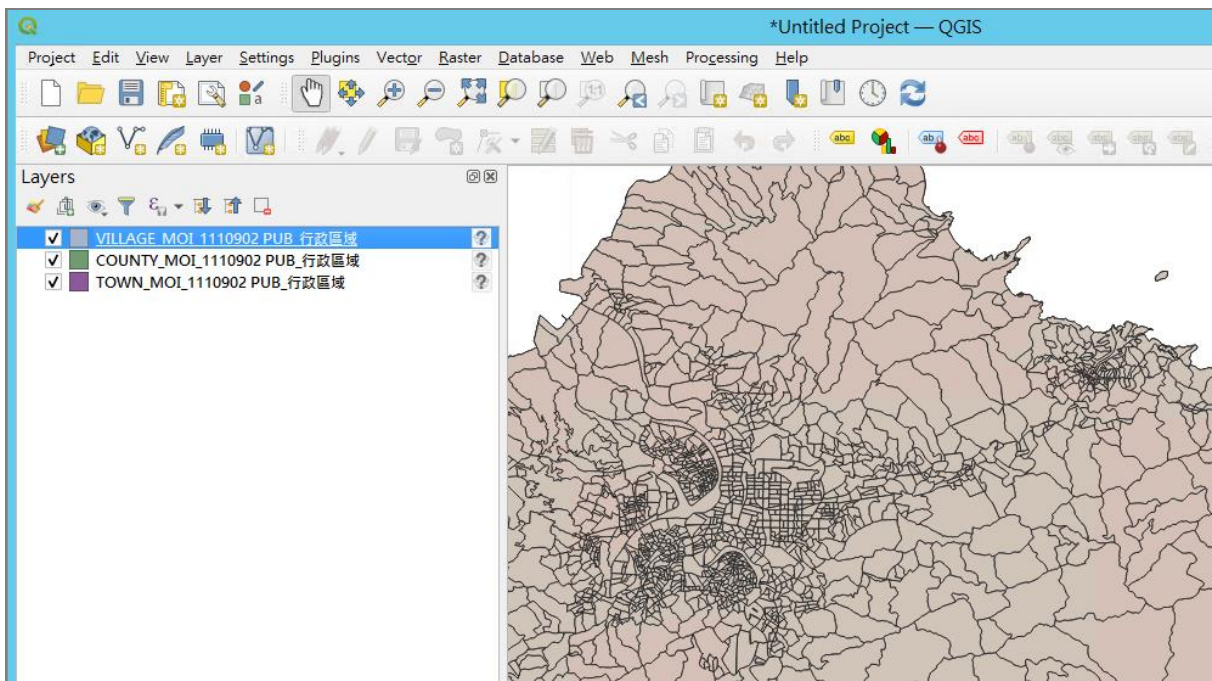 *Untitled Project — QGIS
Project Edit View Layer Settings Plugins Vector Raster Database Web Mesh Processing Help
Layers
VILLAGE_MOI_1110902 PUB_行政區域
COUNTY_MOI_1110902 PUB_行政區域
TOWN_MOI_1110902 PUB_行政區域